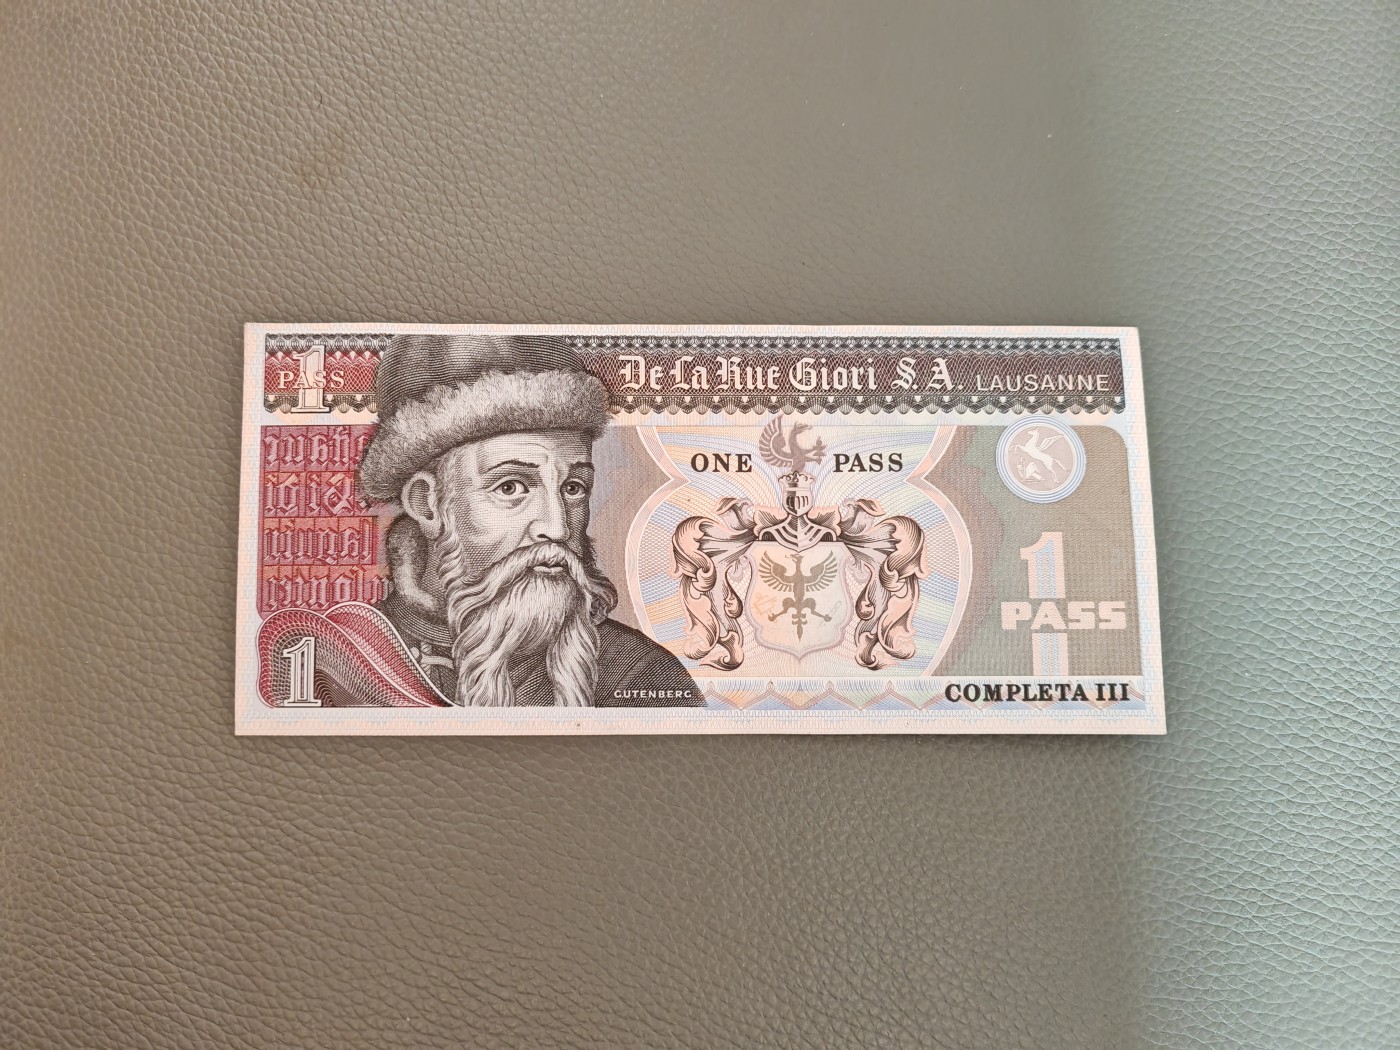 1
PASS
De La Rue Giori S.A. LAUSANNE
ONE PASS
1
PASS
1
GUTENBERG
COMPLETA III